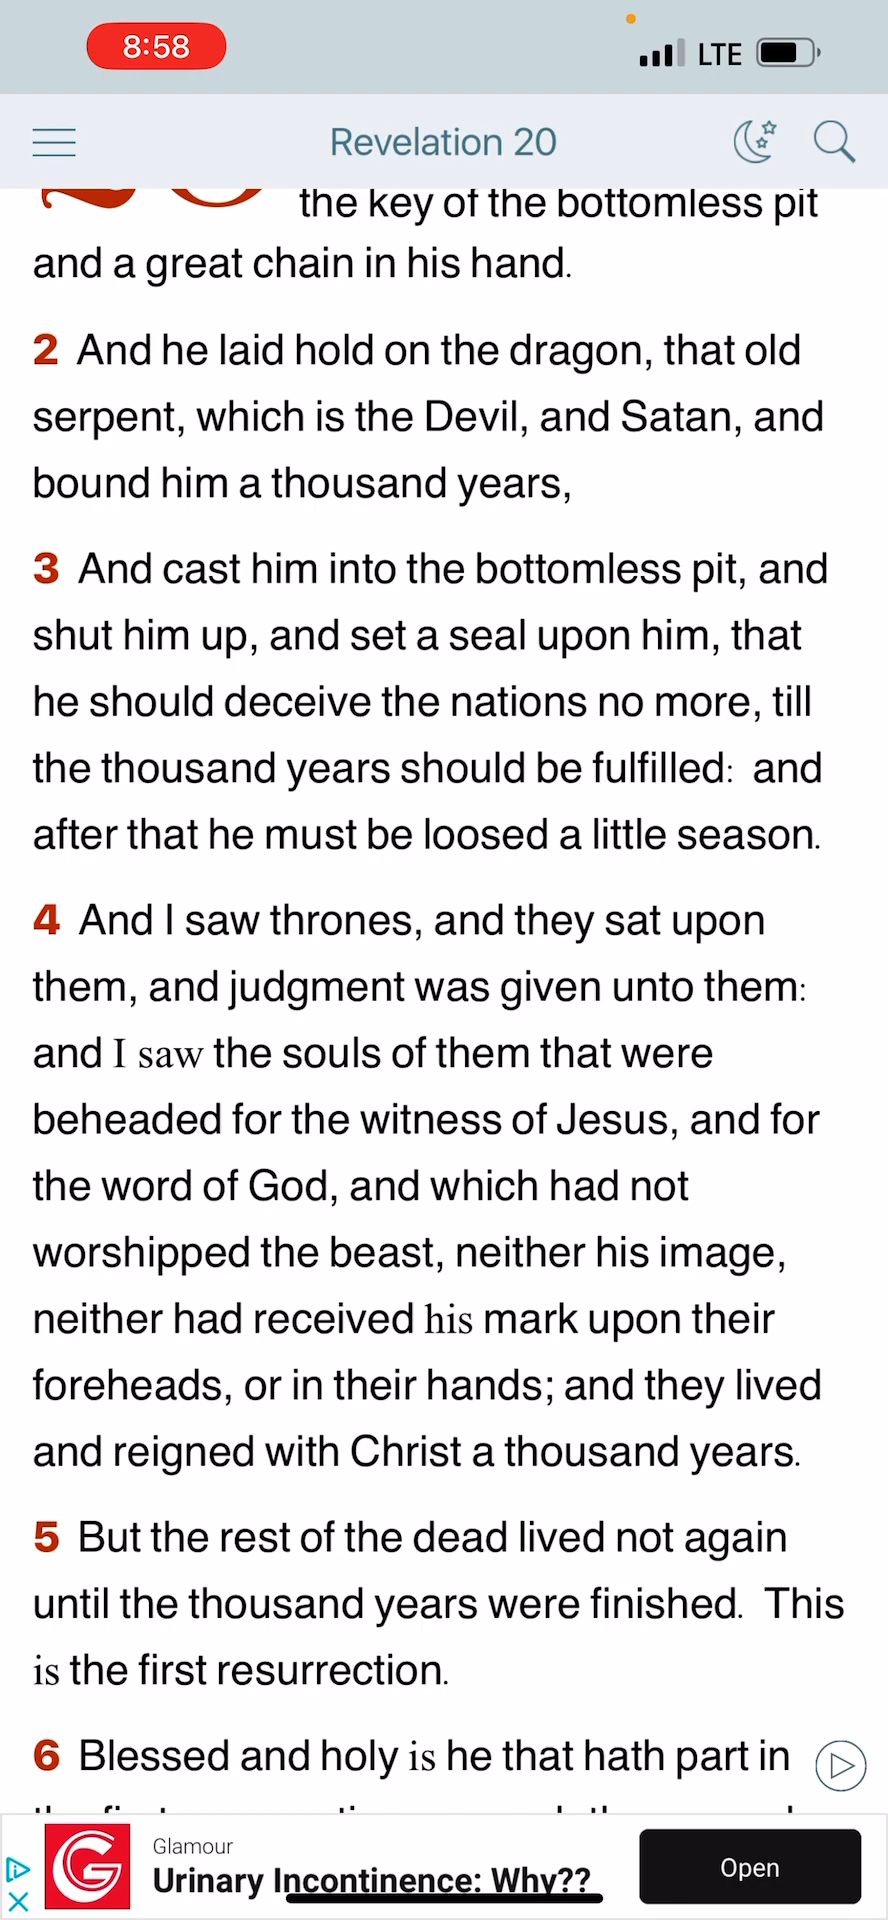 8:58
LTE
Revelation 20
the key of the bottomless pit
and a great chain in his hand.
2 And he laid hold on the dragon, that old
serpent, which is the Devil, and Satan, and
bound him a thousand years,
3 And cast him into the bottomless pit, and
shut him up, and set a seal upon him, that
he should deceive the nations no more, till
the thousand years should be fulfilled: and
after that he must be loosed a little season.
4 And I saw thrones, and they sat upon
them, and judgment was given unto them:
and I saw the souls of them that were
beheaded for the witness of Jesus, and for
the word of God, and which had not
worshipped the beast, neither his image,
neither had received his mark upon their
foreheads, or in their hands; and they lived
and reigned with Christ a thousand years.
5 But the rest of the dead lived not again
until the thousand years were finished. This
is the first resurrection.
6 Blessed and holy is he that hath part in
Glamour
Urinary Incontinence: Why??
Open